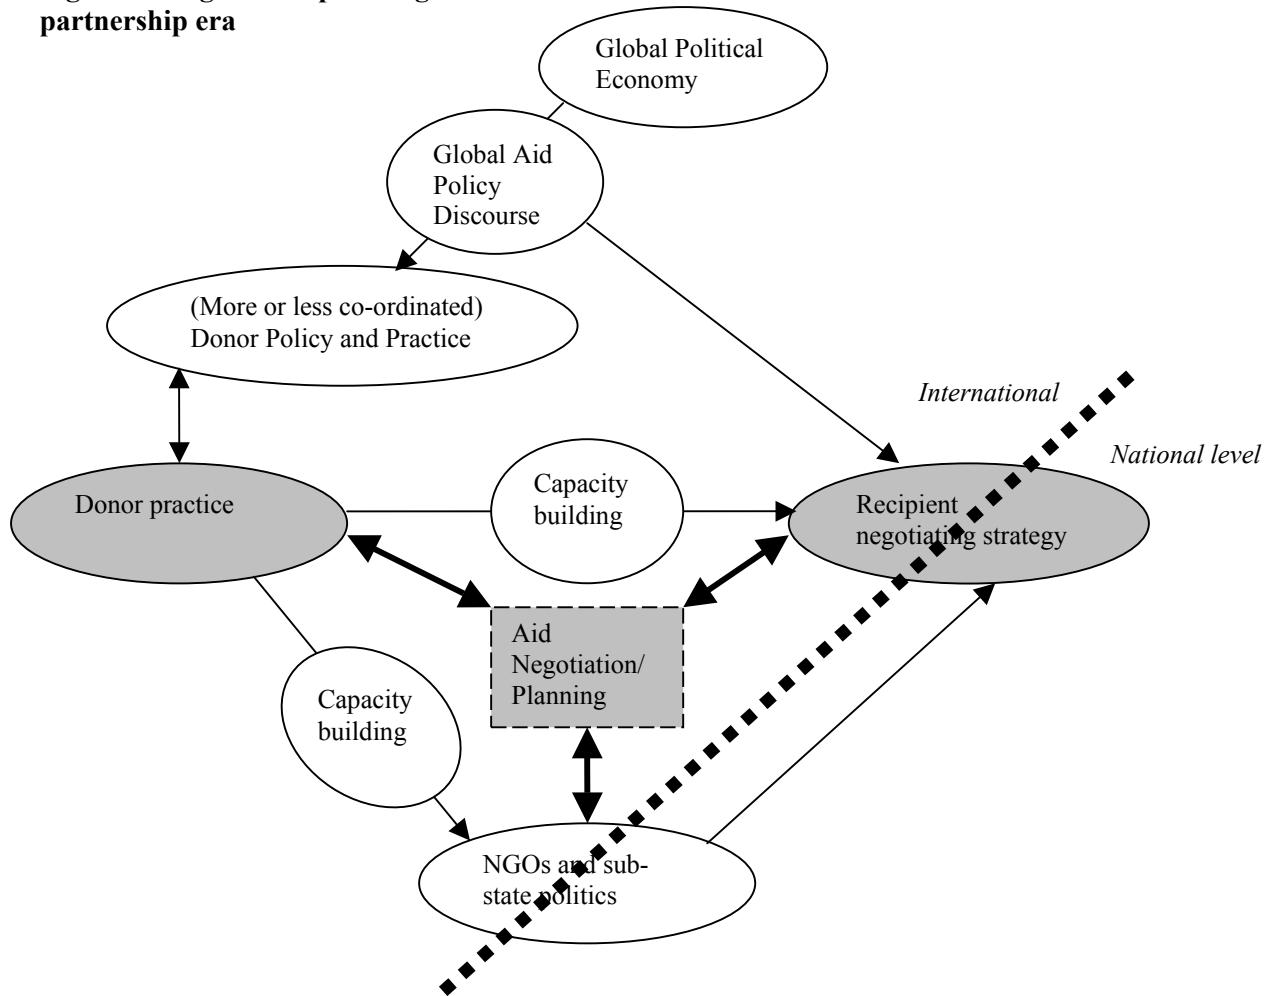 partnership era
Global Political
Economy
Global Aid
Policy
Discourse
(More or less co-ordinated)
Donor Policy and Practice
International
National level
Donor practice
Capacity
building
Recipient
negotiating strategy
Aid
Negotiation/
Planning
Capacity
building
NGOs and sub-
state politics